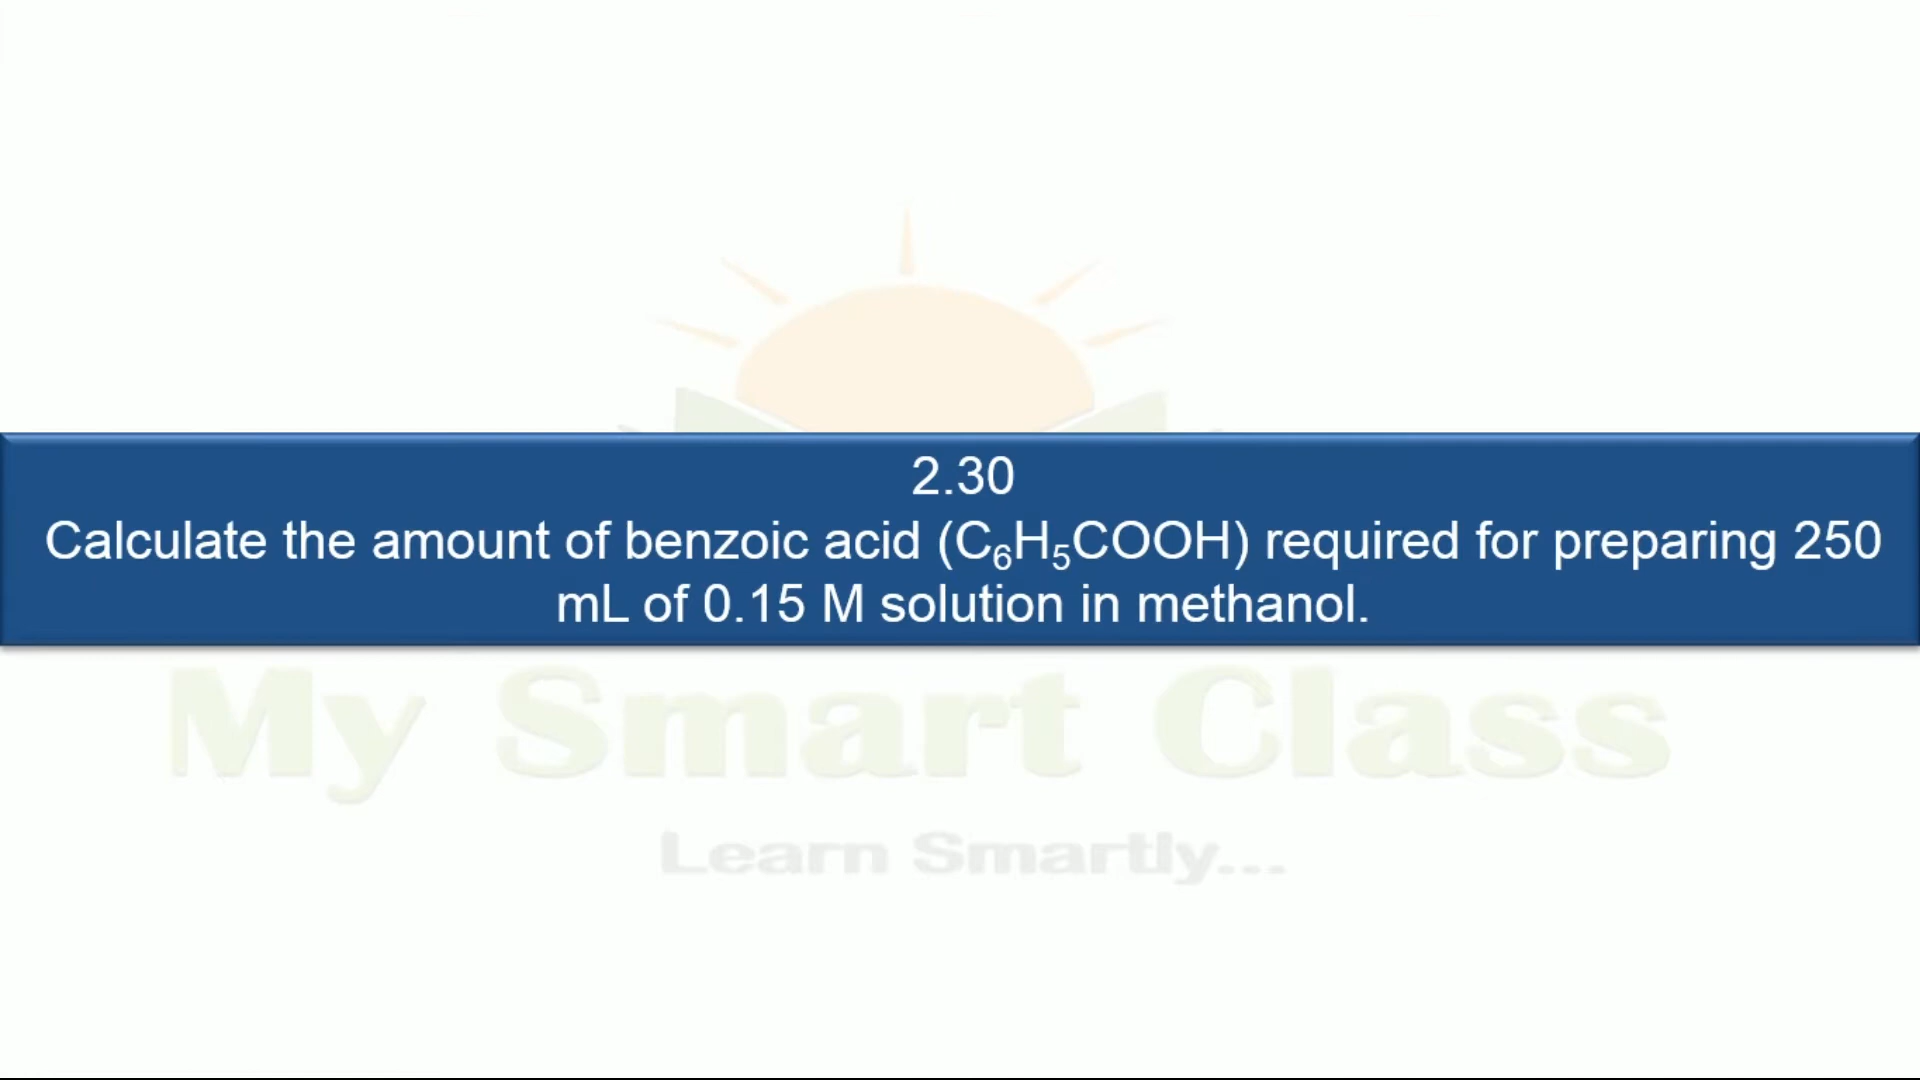 2.30
Calculate the amount of benzoic acid (C₆H₅COOH) required for preparing 250
mL of 0.15 M solution in methanol.
My Smart Class
Learn Smartly...